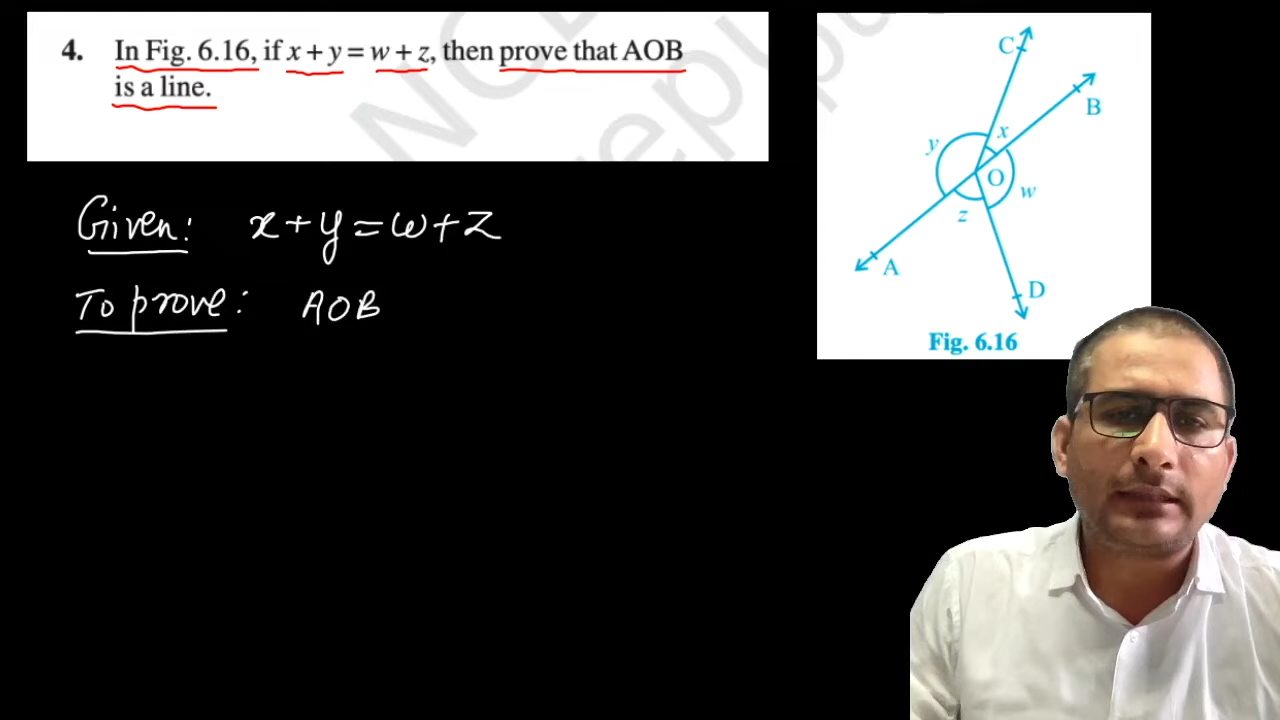 4. In Fig. 6.16, if x + y = w + z, then prove that AOB
is a line.
Given: x+y=w+z
To prove: AOB
C
B
x
y
O
w
z
A
D
Fig. 6.16